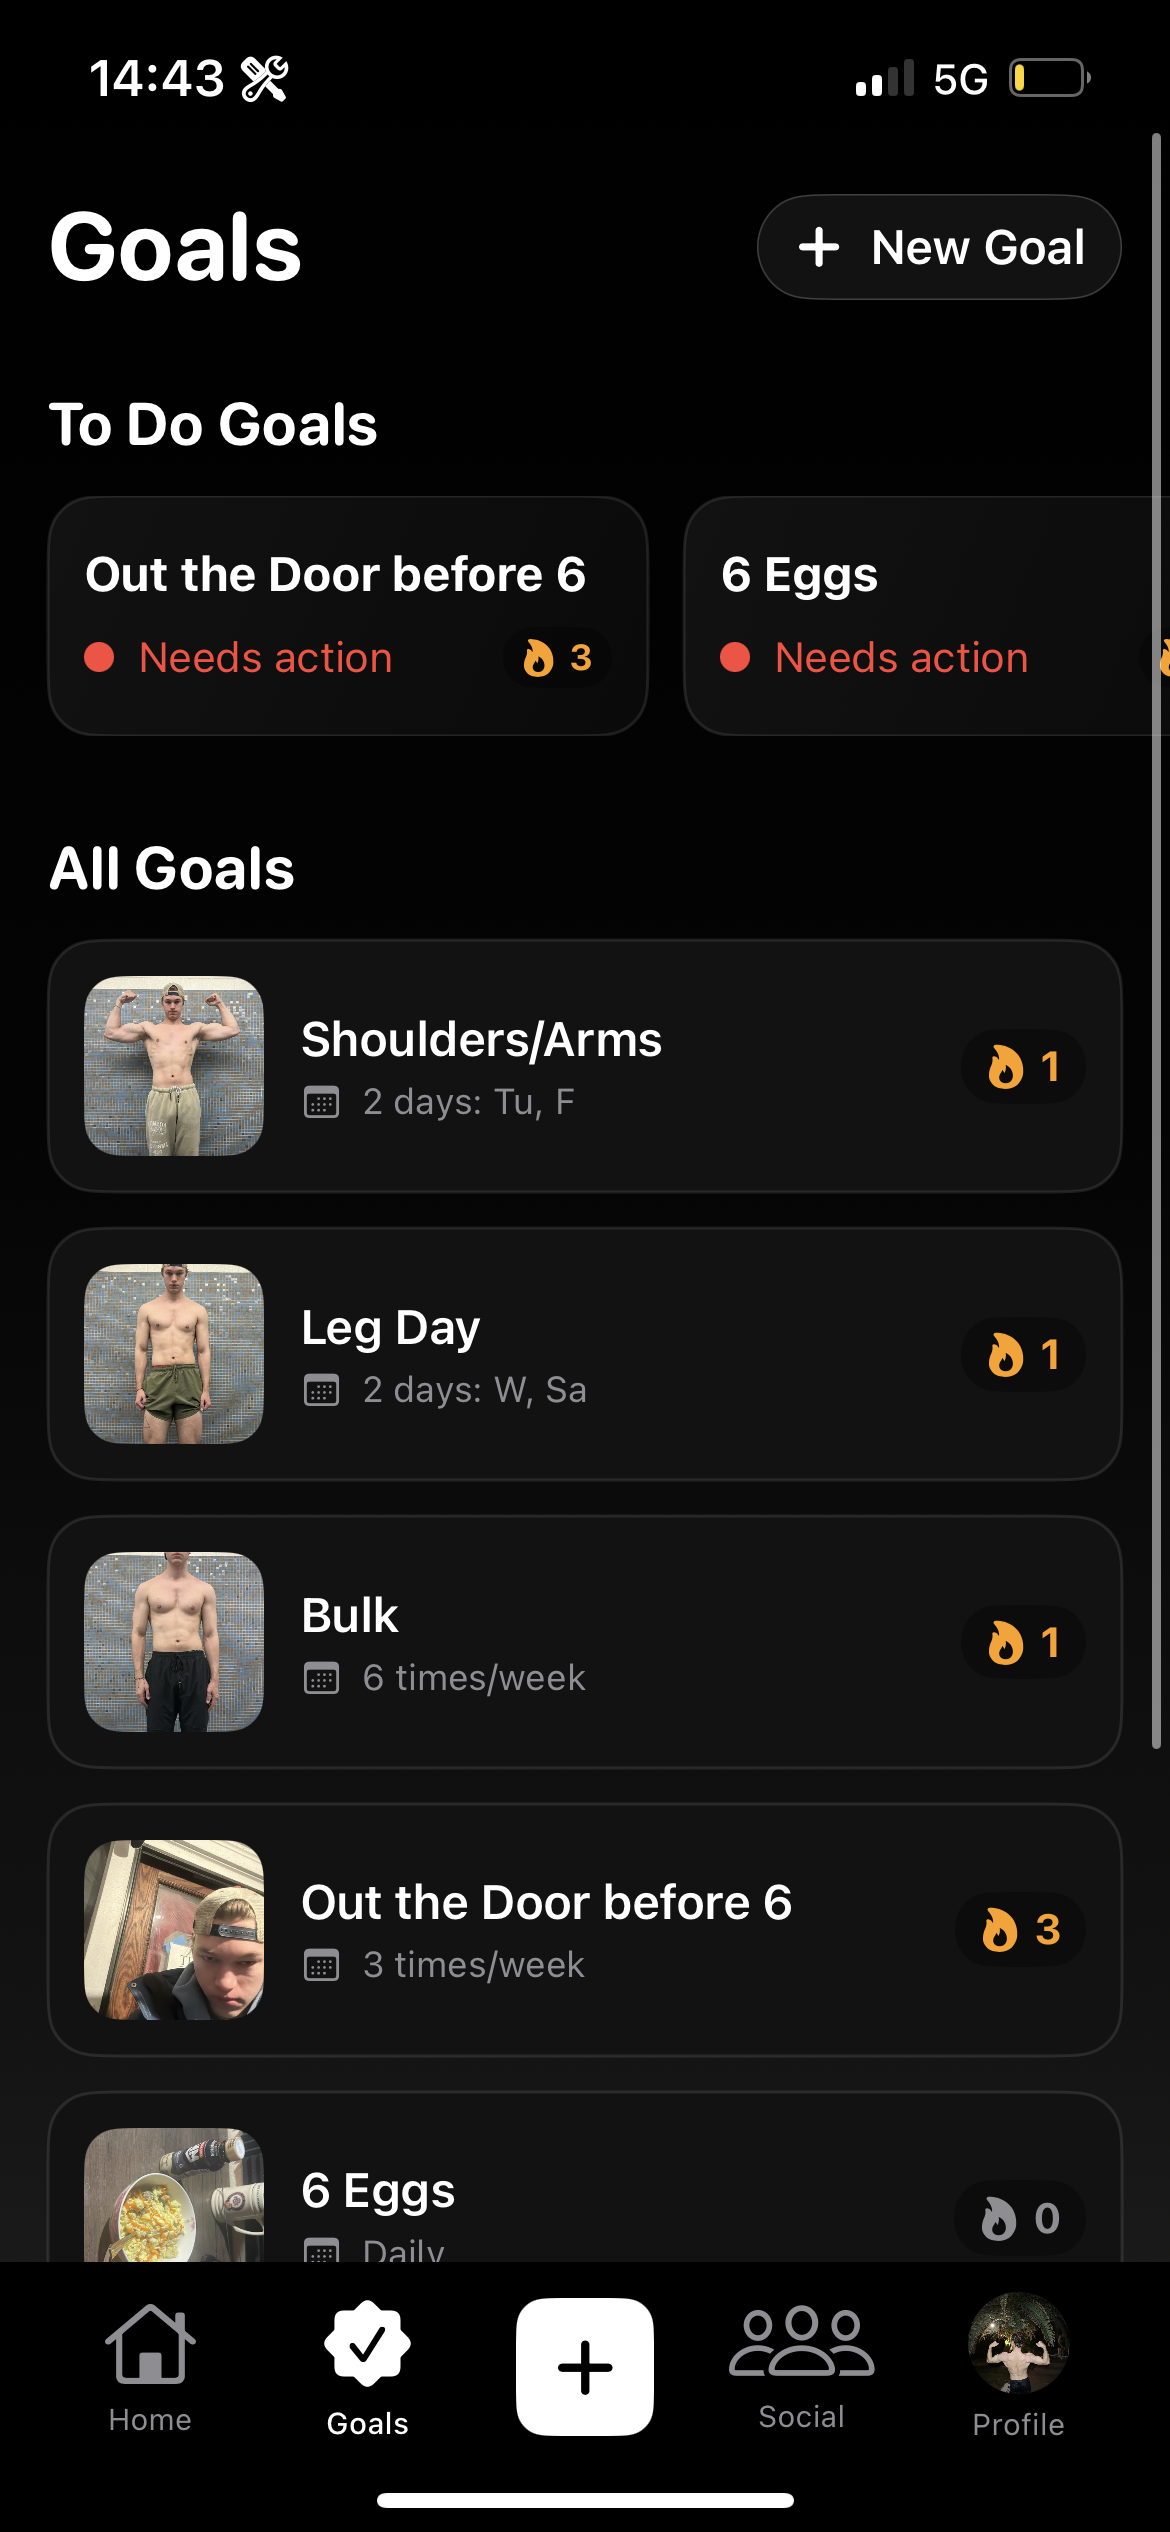 14:43
5G
Goals
+ New Goal
To Do Goals
Out the Door before 6
Needs action
3
6 Eggs
Needs action
All Goals
Shoulders/Arms
2 days: Tu, F
1
Leg Day
2 days: W, Sa
1
Bulk
6 times/week
1
Out the Door before 6
3 times/week
3
6 Eggs
Daily
0
Home
Goals
Social
Profile